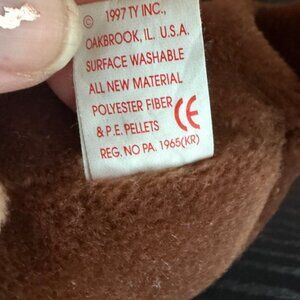 © 1997 TY INC.,
OAKBROOK, IL. U.S.A.
SURFACE WASHABLE
ALL NEW MATERIAL
POLYESTER FIBER
& P.E. PELLETS CE
REG. NO PA. 1965(KR)